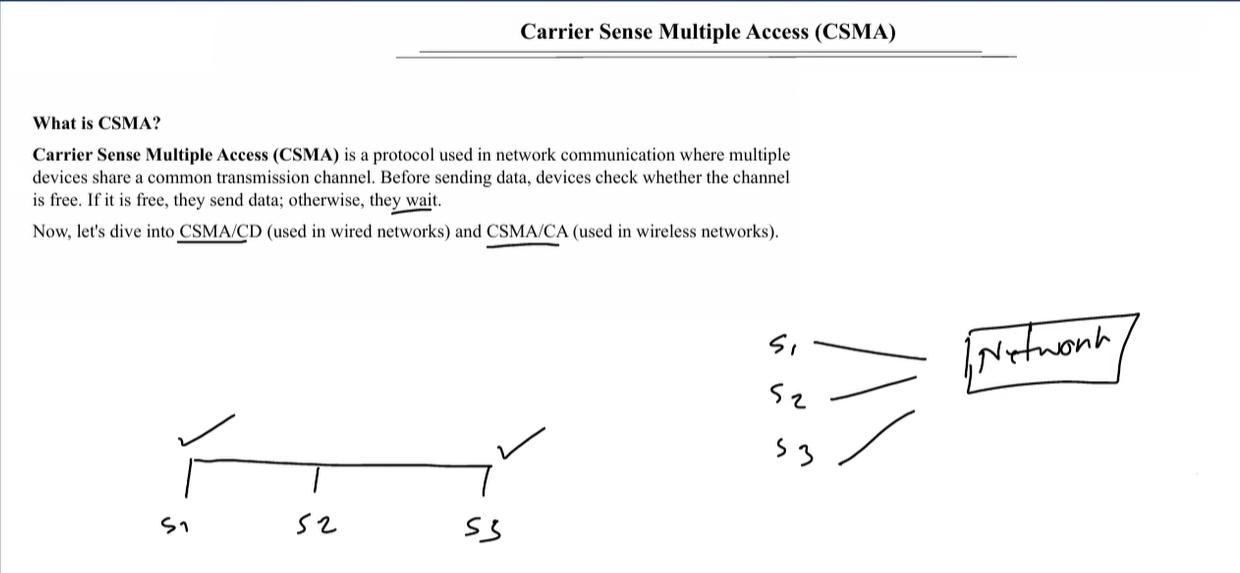 Carrier Sense Multiple Access (CSMA)
What is CSMA?
Carrier Sense Multiple Access (CSMA) is a protocol used in network communication where multiple
devices share a common transmission channel. Before sending data, devices check whether the channel
is free. If it is free, they send data; otherwise, they wait.
Now, let's dive into CSMA/CD (used in wired networks) and CSMA/CA (used in wireless networks).
S1
Network
S2
S3
S1 S2 S3